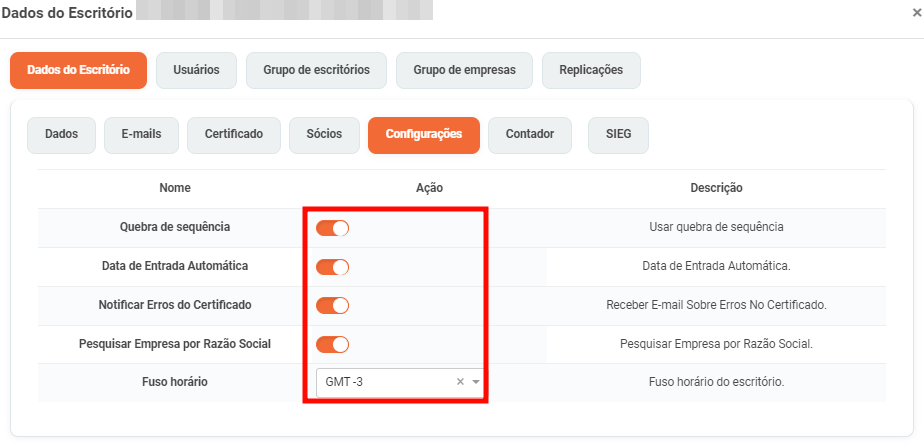 Dados do Escritório
×
Dados do Escritório Usuários Grupo de escritórios Grupo de empresas Replicações
Dados E-mails Certificado Sócios Configurações Contador SIEG
Nome Ação Descrição
Quebra de sequência Usar quebra de sequência
Data de Entrada Automática Data de Entrada Automática.
Notificar Erros do Certificado Receber E-mail Sobre Erros No Certificado.
Pesquisar Empresa por Razão Social Pesquisar Empresa por Razão Social.
Fuso horário GMT -3 × Fuso horário do escritório.